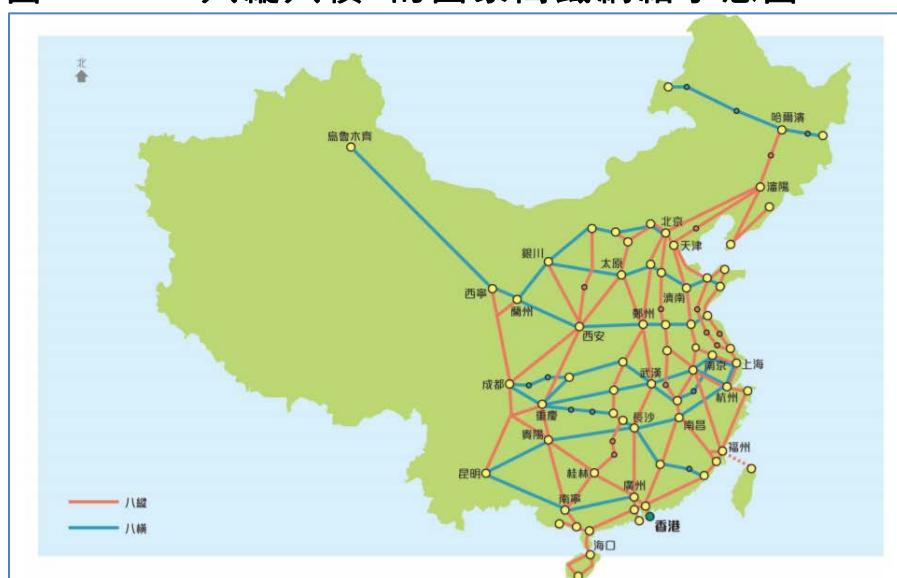 北
哈爾濱
烏魯木齊
瀋陽
北京
天津
銀川
太原
西寧
蘭州
濟南
鄭州
西安
成都
武漢
南京
上海
重慶
杭州
長沙
南昌
貴陽
福州
昆明
桂林
廣州
南寧
香港
海口
八縱
八橫